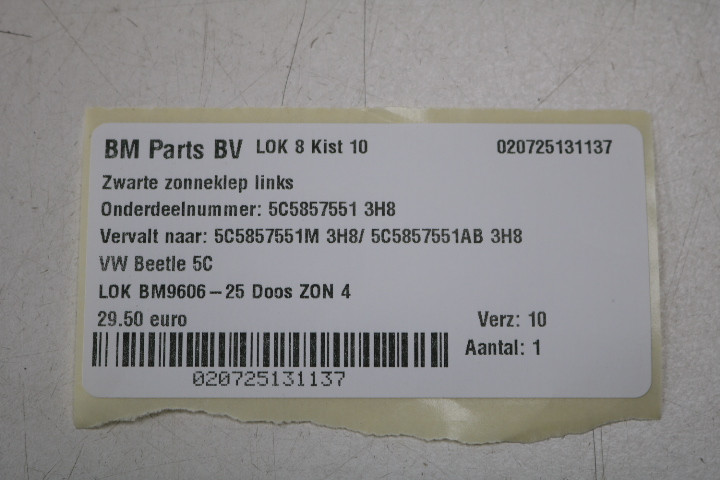 BM Parts BV LOK 8 Kist 10 020725131137
Zwarte zonneklep links
Onderdeelnummer: 5C5857551 3H8
Vervalt naar: 5C5857551M 3H8/ 5C5857551AB 3H8
VW Beetle 5C
LOK BM9606-25 Doos ZON 4
29.50 euro Verz: 10
Aantal: 1
020725131137